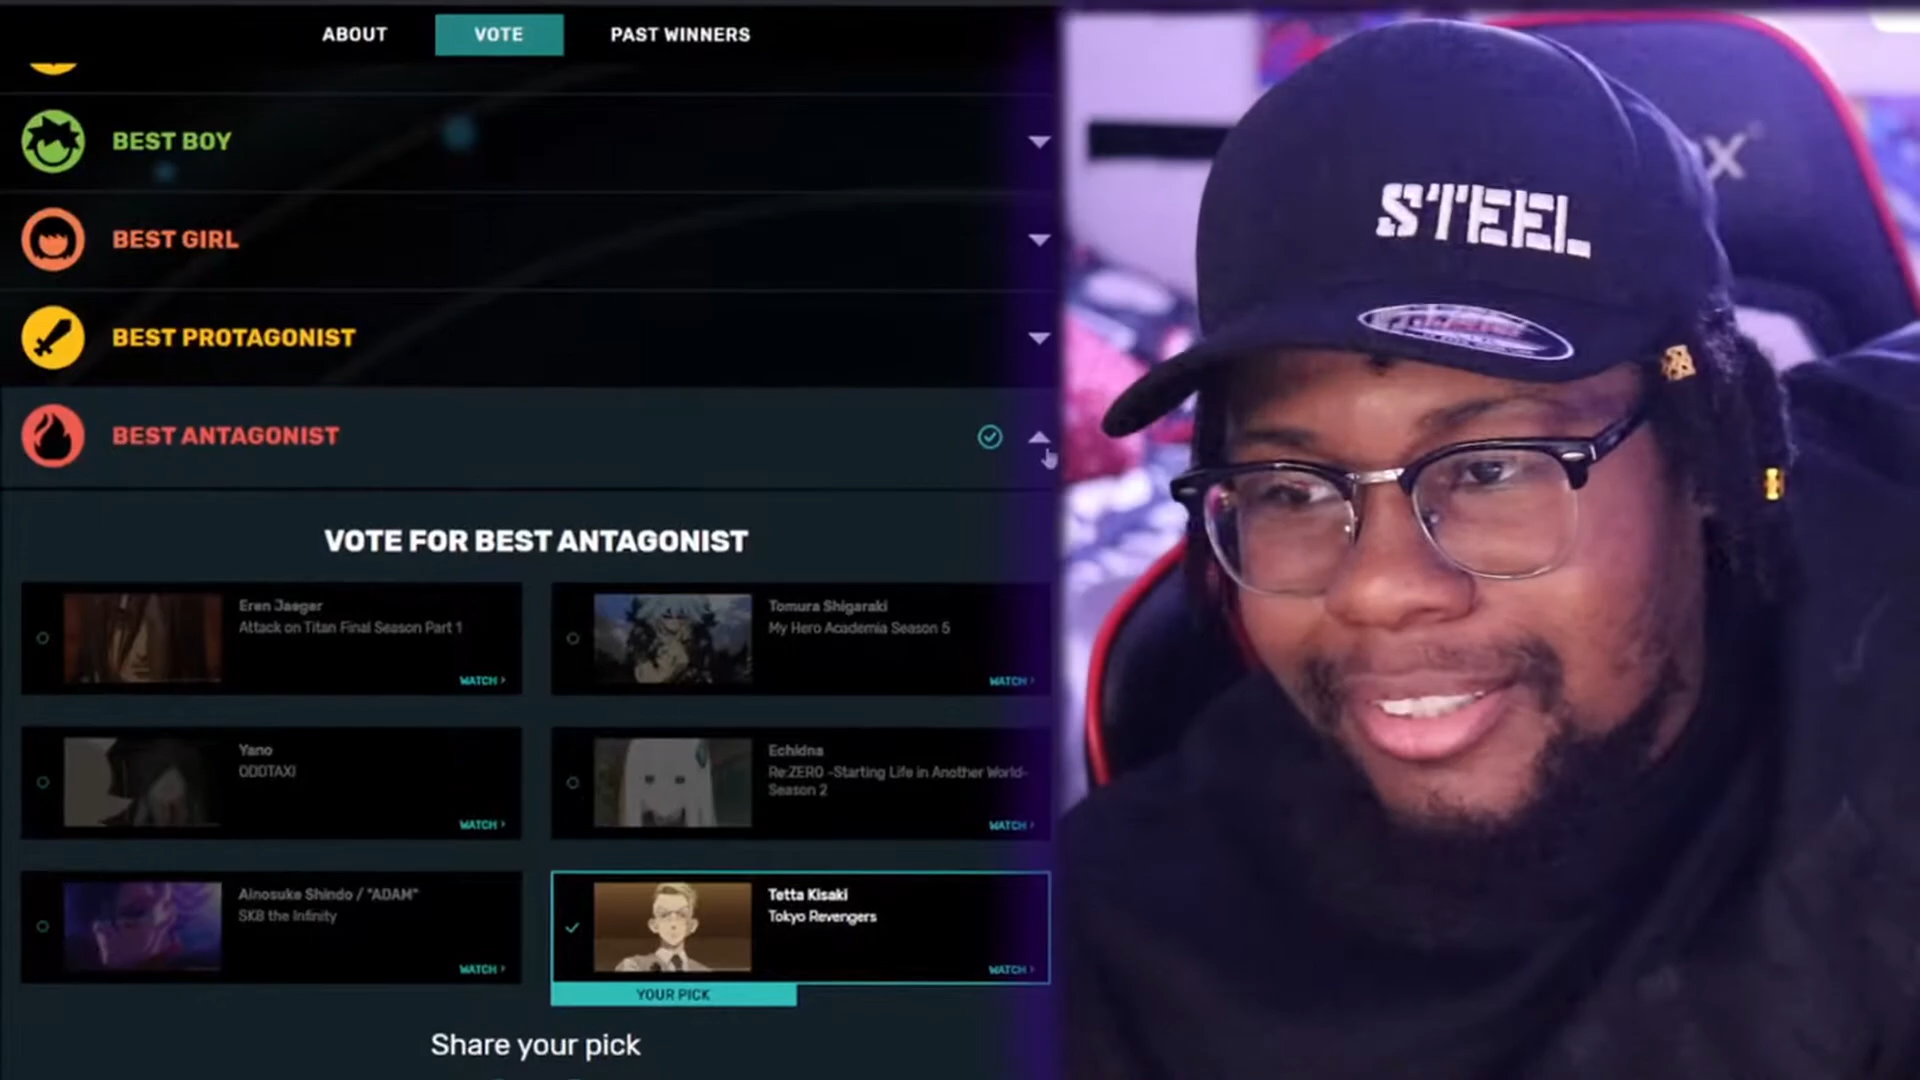 ABOUT
VOTE
PAST WINNERS
BEST BOY
BEST GIRL
BEST PROTAGONIST
BEST ANTAGONIST
VOTE FOR BEST ANTAGONIST
Eren Jaeger
Attack on Titan Final Season Part 1
WATCH
Tomura Shigaraki
My Hero Academia Season 5
WATCH
Yano
ODDTAXI
WATCH
Echidna
Re:ZERO -Starting Life in Another World-
Season 2
WATCH
Ainosuke Shindo / "ADAM"
SK8 the Infinity
WATCH
Tetta Kisaki
Tokyo Revengers
WATCH
YOUR PICK
Share your pick
STEEL
X